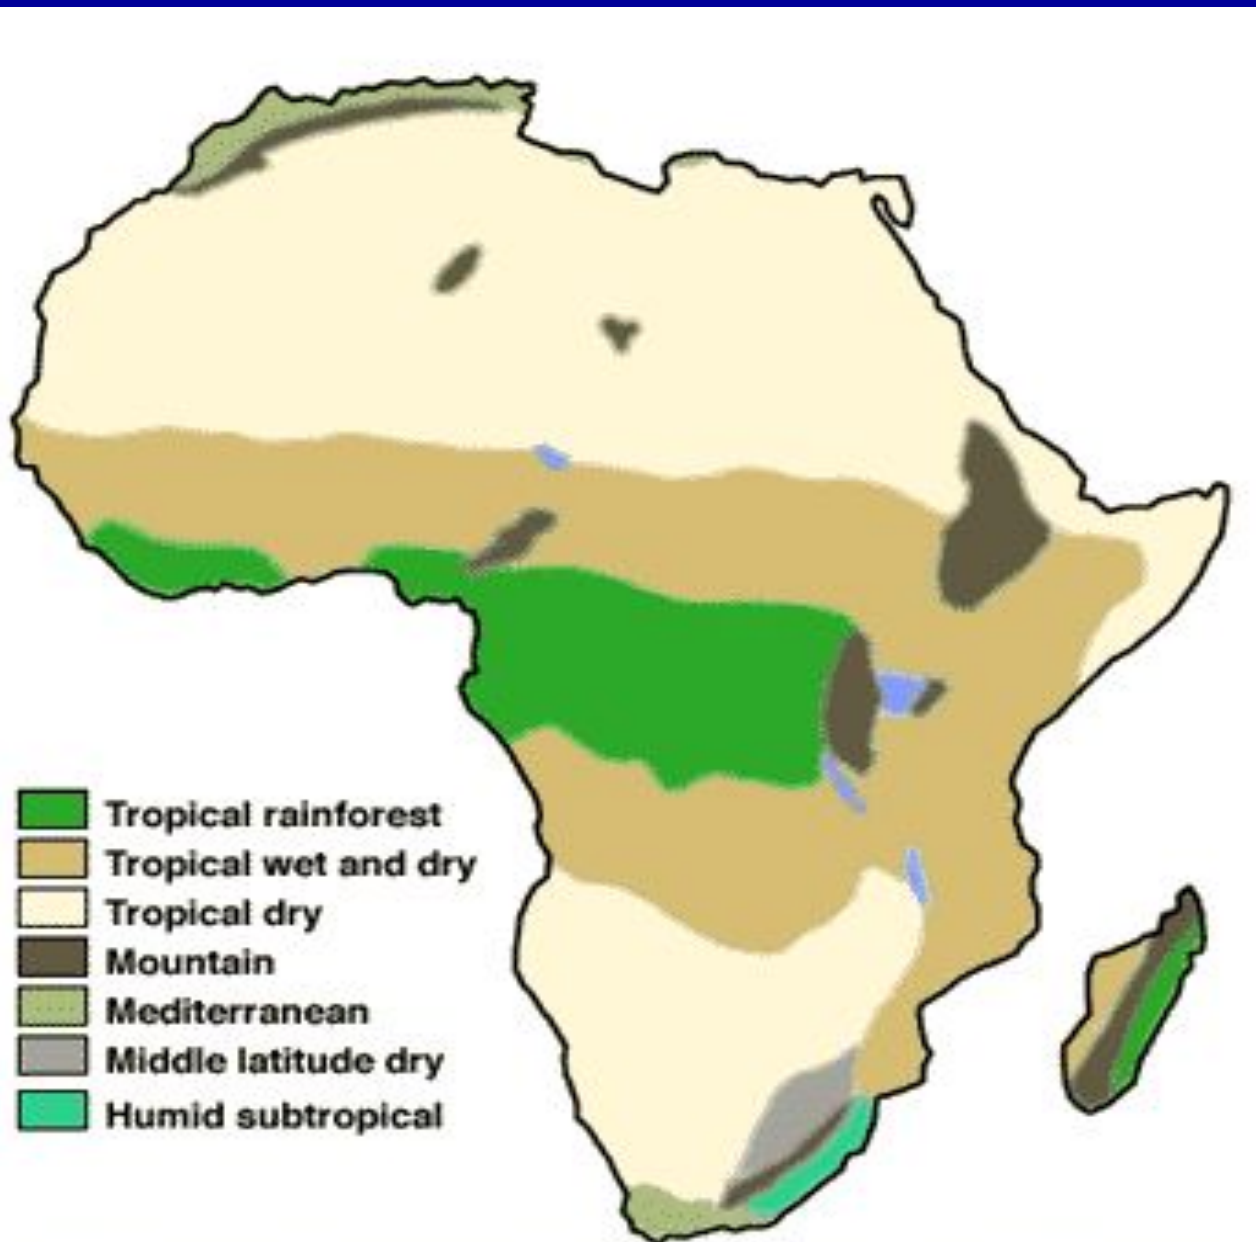 Tropical rainforest
Tropical wet and dry
Tropical dry
Mountain
Mediterranean
Middle latitude dry
Humid subtropical